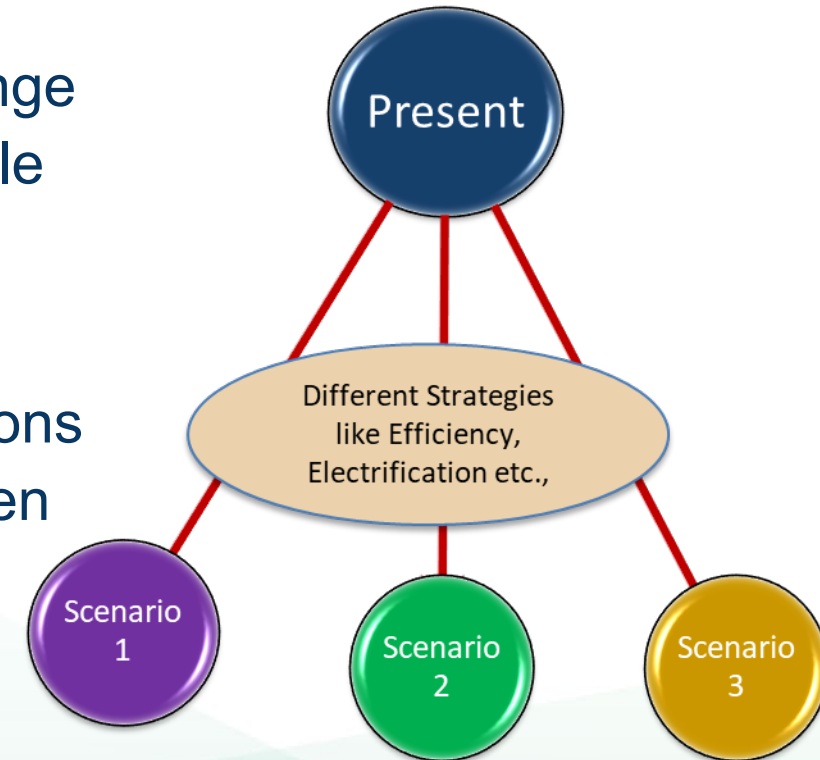 nge
le
ons
en
Present
Different Strategies
like Efficiency,
Electrification etc.,
Scenario
1
Scenario
2
Scenario
3